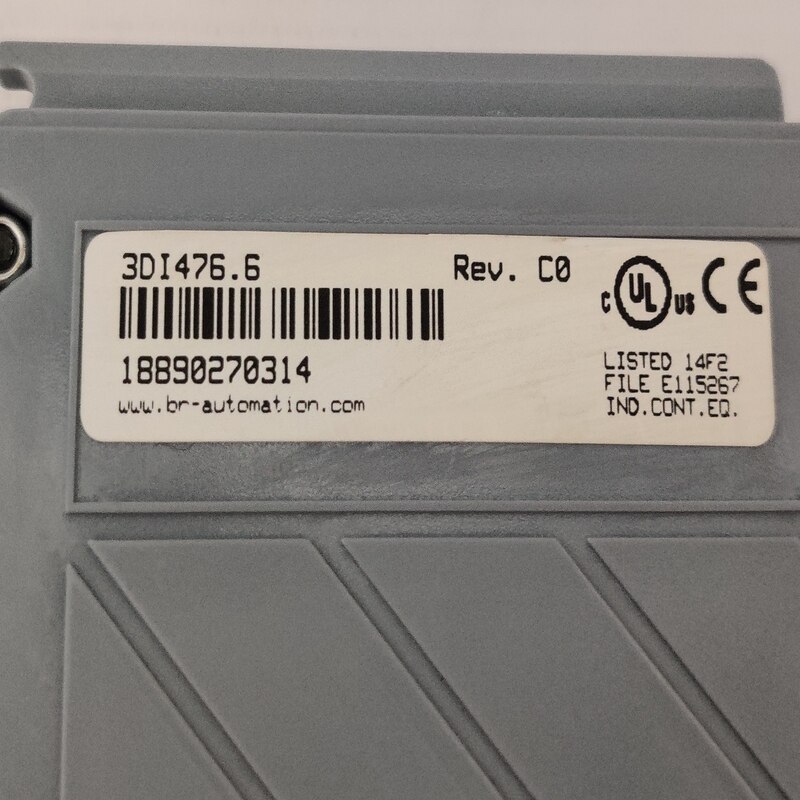 3DI476.6 Rev. C0
c UL us CE
18890270314
www.br-automation.com
LISTED 14F2
FILE E115267
IND.CONT.EQ.